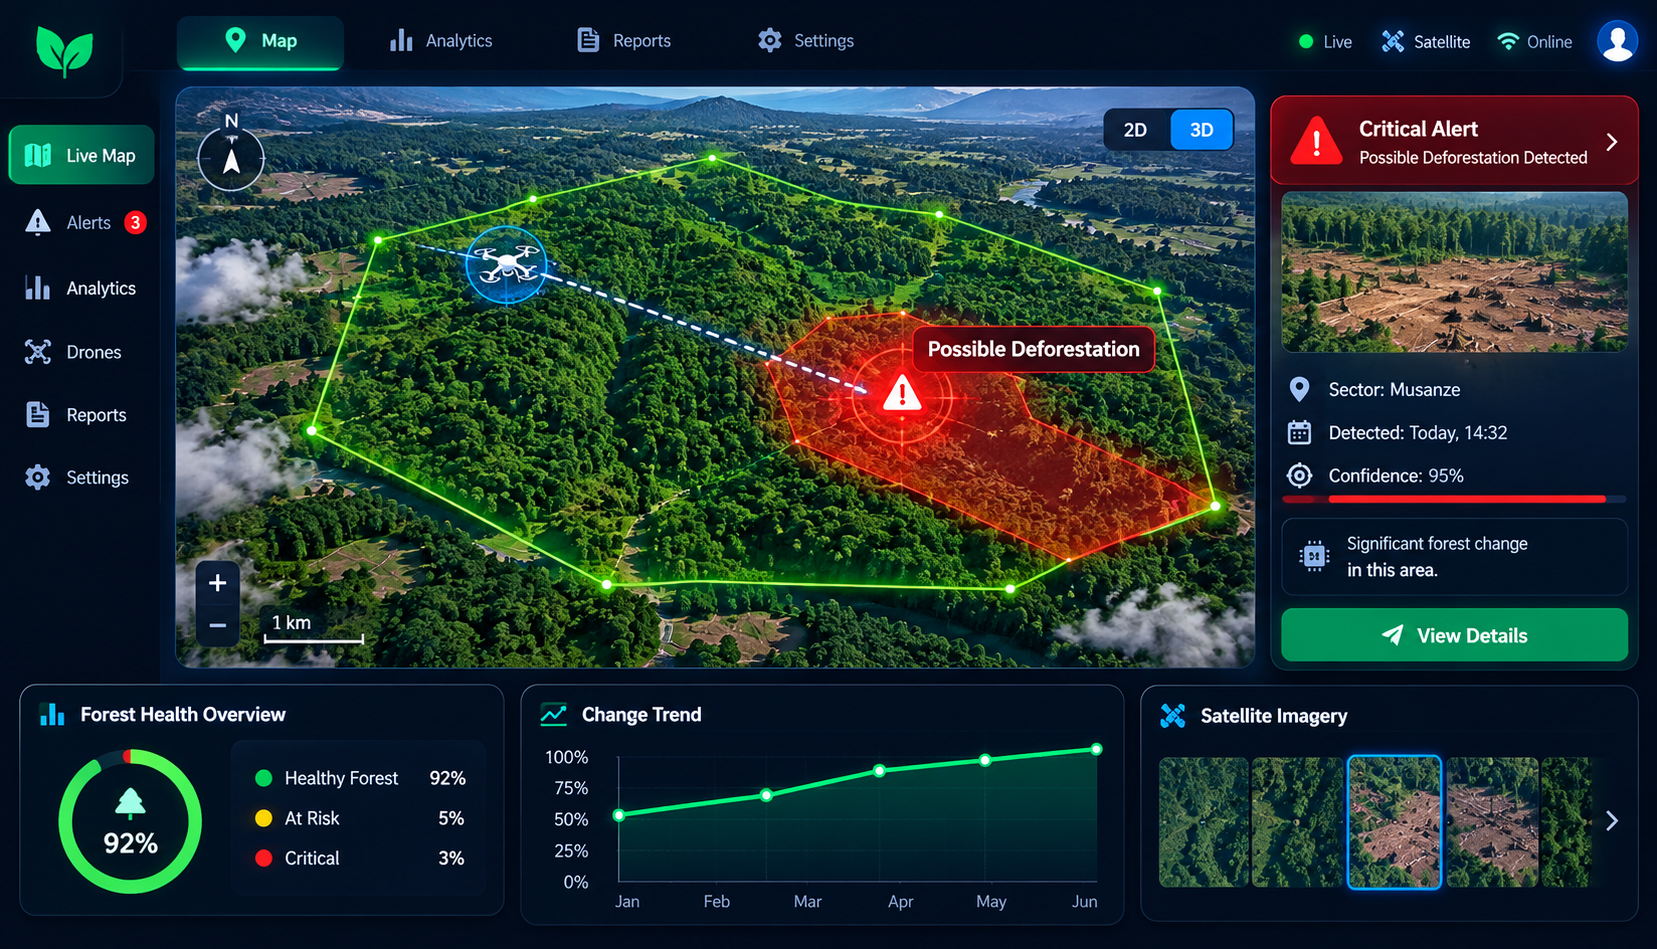 Map
Analytics
Reports
Settings
Live
Satellite
Online
Live Map
Alerts 3
Analytics
Drones
Reports
Settings
N
2D 3D
Possible Deforestation
+
−
1 km
Critical Alert
Possible Deforestation Detected
Sector: Musanze
Detected: Today, 14:32
Confidence: 95%
Significant forest change
in this area.
View Details
Forest Health Overview
92%
Healthy Forest 92%
At Risk 5%
Critical 3%
Change Trend
100%
75%
50%
25%
0%
Jan Feb Mar Apr May Jun
Satellite Imagery